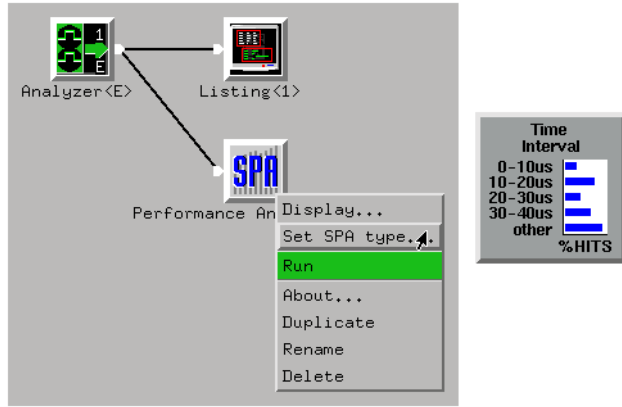 1
E
Analyzer<E>
Listing<1>
SPA
Performance An
Display...
Set SPA type...
Run
About...
Duplicate
Rename
Delete
Time
Interval
0-10us
10-20us
20-30us
30-40us
other
%HITS